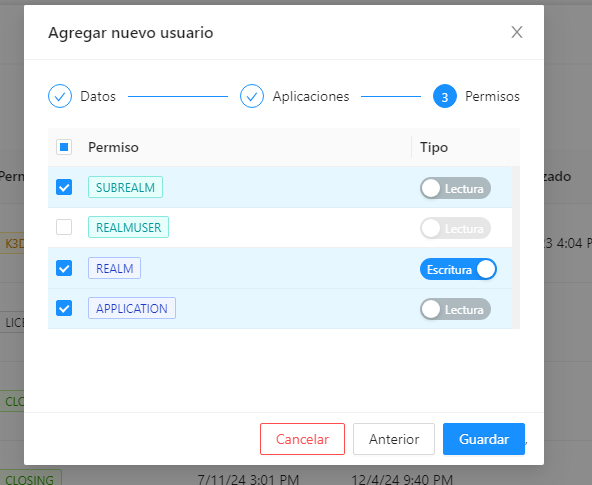 Agregar nuevo usuario
Datos
Aplicaciones
3 Permisos
Permiso Tipo
SUBREALM Lectura
REALMUSER Lectura
REALM Escritura
APPLICATION Lectura
Cancelar Anterior Guardar
Perm
zado
K3D
3 4:04 P
LICE
CLO
CLOSING 7/11/24 3:01 PM 12/4/24 9:40 PM